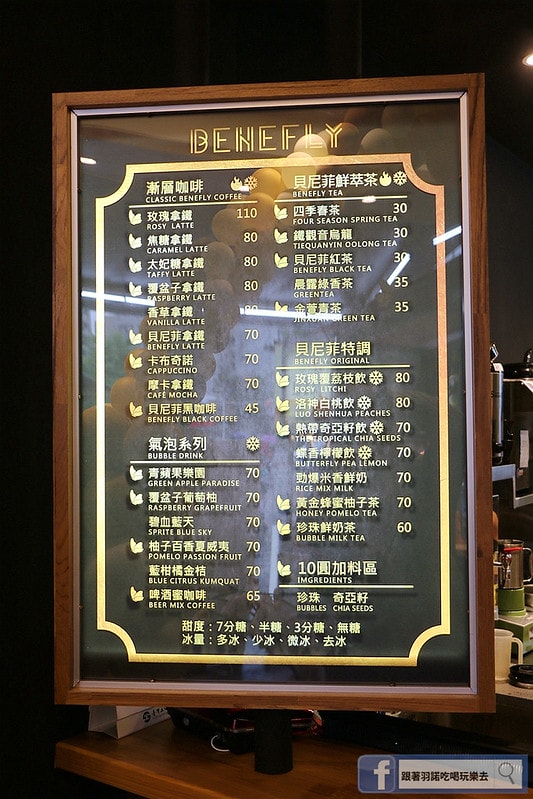 BENEFLY
漸層咖啡
CLASSIC BENEFLY COFFEE
玫瑰拿鐵 110
ROSY LATTE
焦糖拿鐵 80
CARAMEL LATTE
太妃糖拿鐵 80
TAFFY LATTE
覆盆子拿鐵 80
RASPBERRY LATTE
香草拿鐵 80
VANILLA LATTE
貝尼菲拿鐵 70
BENEFLY LATTE
卡布奇諾 70
CAPPUCCINO
摩卡拿鐵 70
CAFÉ MOCHA
貝尼菲黑咖啡 45
BENEFLY BLACK COFFEE
氣泡系列
BUBBLE DRINK
青蘋果樂園 70
GREEN APPLE PARADISE
覆盆子葡萄柚 70
RASPBERRY GRAPEFRUIT
碧血藍天 70
SPRITE BLUE SKY
柚子百香夏威夷 70
POMELO PASSION FRUIT
藍柑橘金桔 70
BLUE CITRUS KUMQUAT
啤酒蜜咖啡 65
BEER MIX COFFEE
貝尼菲鮮萃茶
BENEFLY TEA
四季春茶 30
FOUR SEASON SPRING TEA
鐵觀音烏龍 30
TIEQUANYIN OOLONG TEA
貝尼菲紅茶 30
BENEFLY BLACK TEA
晨露綠香茶 35
GREENTEA
金萱青茶 35
JINXUAN GREEN TEA
貝尼菲特調
BENEFLY ORIGINAL
玫瑰覆荔枝飲 80
ROSY LITCHI
洛神白桃飲 80
LUO SHENHUA PEACHES
熱帶奇亞籽飲 70
THE TROPICAL CHIA SEEDS
蝶香檸檬飲 70
BUTTERFLY PEA LEMON
勁爆米香鮮奶 70
RICE MIX MILK
黃金蜂蜜柚子茶 70
HONEY POMELO TEA
珍珠鮮奶茶 60
BUBBLE MILK TEA
10圓加料區
IMGREDIENTS
珍珠 奇亞籽
BUBBLES CHIA SEEDS
甜度：7分糖、半糖、3分糖、無糖
冰量：多冰、少冰、微冰、去冰
f 跟著羽諾吃喝玩樂去